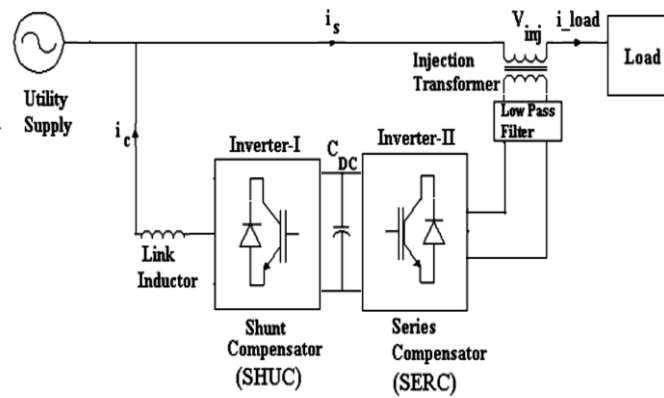 i_s
V_inj
i_load
Load
Injection
Transformer
Utility
Supply
Low Pass
Filter
i_c
Inverter-I
C_DC
Inverter-II
Link
Inductor
Shunt
Compensator
(SHUC)
Series
Compensator
(SERC)